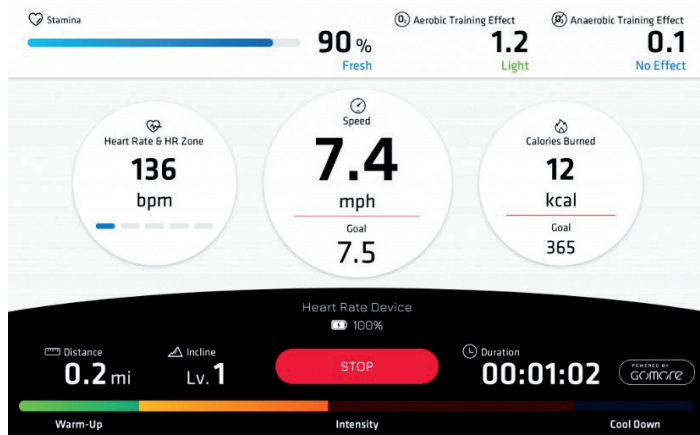 Stamina
90 %
Fresh
O₂ Aerobic Training Effect
1.2
Light
O₂ Anaerobic Training Effect
0.1
No Effect
Heart Rate & HR Zone
136
bpm
Speed
7.4
mph
Goal
7.5
Calories Burned
12
kcal
Goal
365
Heart Rate Device
100%
Distance
0.2 mi
Incline
Lv. 1
STOP
Duration
00:01:02
POWERED BY
GOMORE
Warm-Up
Intensity
Cool Down